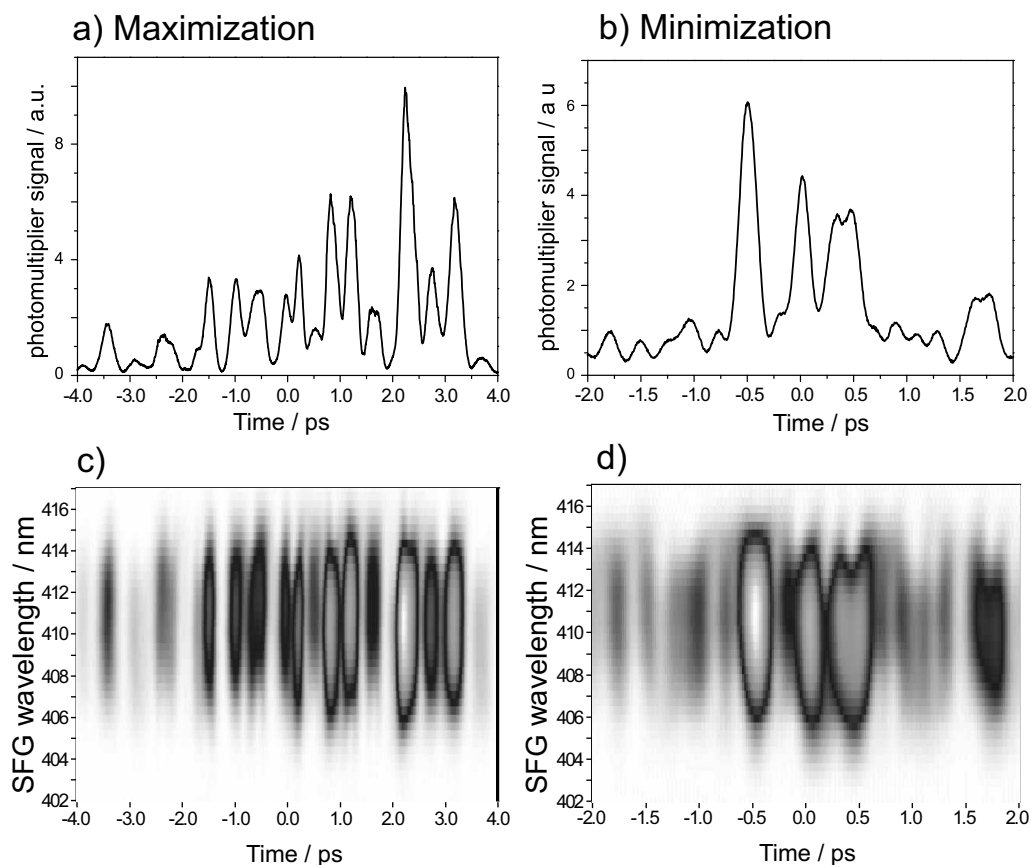 a) Maximization
b) Minimization
photomultiplier signal / a.u.
8
4
0
-4.0 -3.0 -2.0 -1.0 0.0 1.0 2.0 3.0 4.0
Time / ps
photomultiplier signal / a u
6
4
2
0
-2.0 -1.5 -1.0 -0.5 0.0 0.5 1.0 1.5 2.0
Time / ps
c)
d)
SFG wavelength / nm
416
414
412
410
408
406
404
402
-4.0 -3.0 -2.0 -1.0 0.0 1.0 2.0 3.0 4.0
Time / ps
SFG wavelength / nm
416
414
412
410
408
406
404
402
-2.0 -1.5 -1.0 -0.5 0.0 0.5 1.0 1.5 2.0
Time / ps